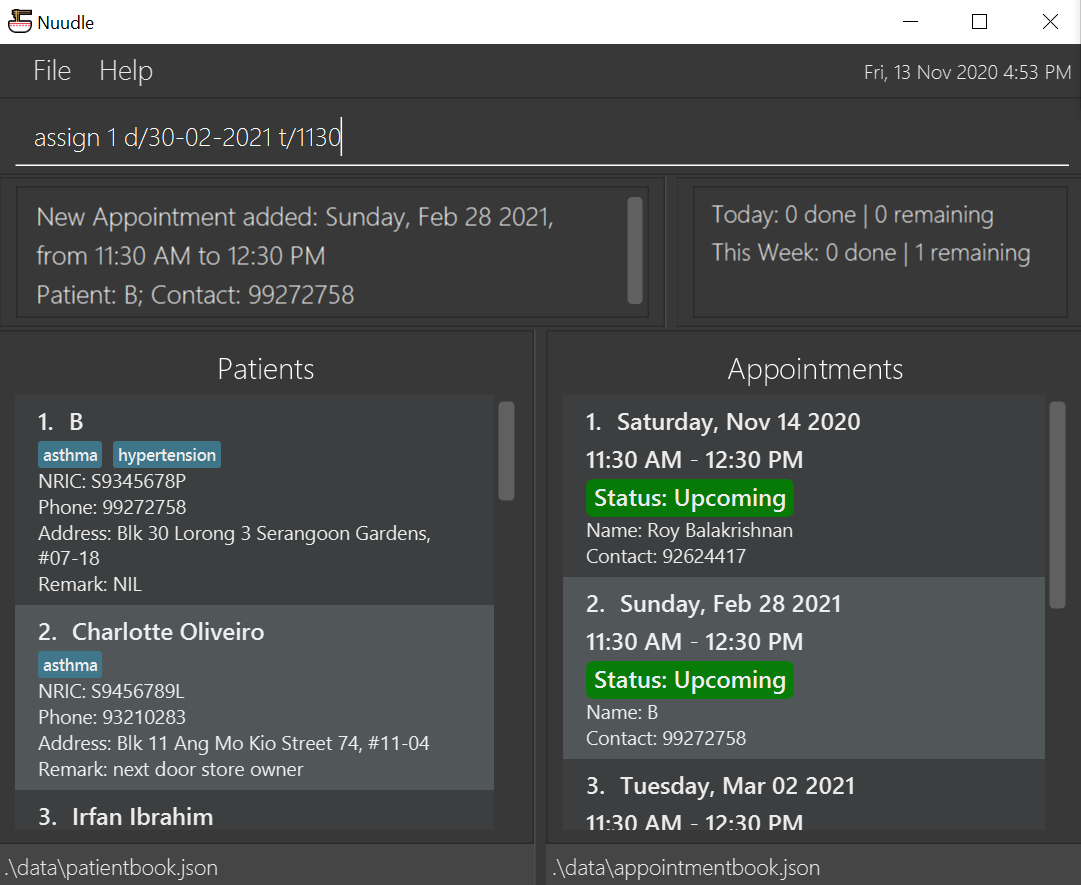 Nuudle
File Help
Fri, 13 Nov 2020 4:53 PM
assign 1 d/30-02-2021 t/1130
New Appointment added: Sunday, Feb 28 2021,
from 11:30 AM to 12:30 PM
Patient: B; Contact: 99272758
Today: 0 done | 0 remaining
This Week: 0 done | 1 remaining
Patients
1. B
asthma hypertension
NRIC: S9345678P
Phone: 99272758
Address: Blk 30 Lorong 3 Serangoon Gardens,
#07-18
Remark: NIL
2. Charlotte Oliveiro
asthma
NRIC: S9456789L
Phone: 93210283
Address: Blk 11 Ang Mo Kio Street 74, #11-04
Remark: next door store owner
3. Irfan Ibrahim
Appointments
1. Saturday, Nov 14 2020
11:30 AM - 12:30 PM
Status: Upcoming
Name: Roy Balakrishnan
Contact: 92624417
2. Sunday, Feb 28 2021
11:30 AM - 12:30 PM
Status: Upcoming
Name: B
Contact: 99272758
3. Tuesday, Mar 02 2021
11:30 AM - 12:30 PM
.\data\patientbook.json
.\data\appointmentbook.json